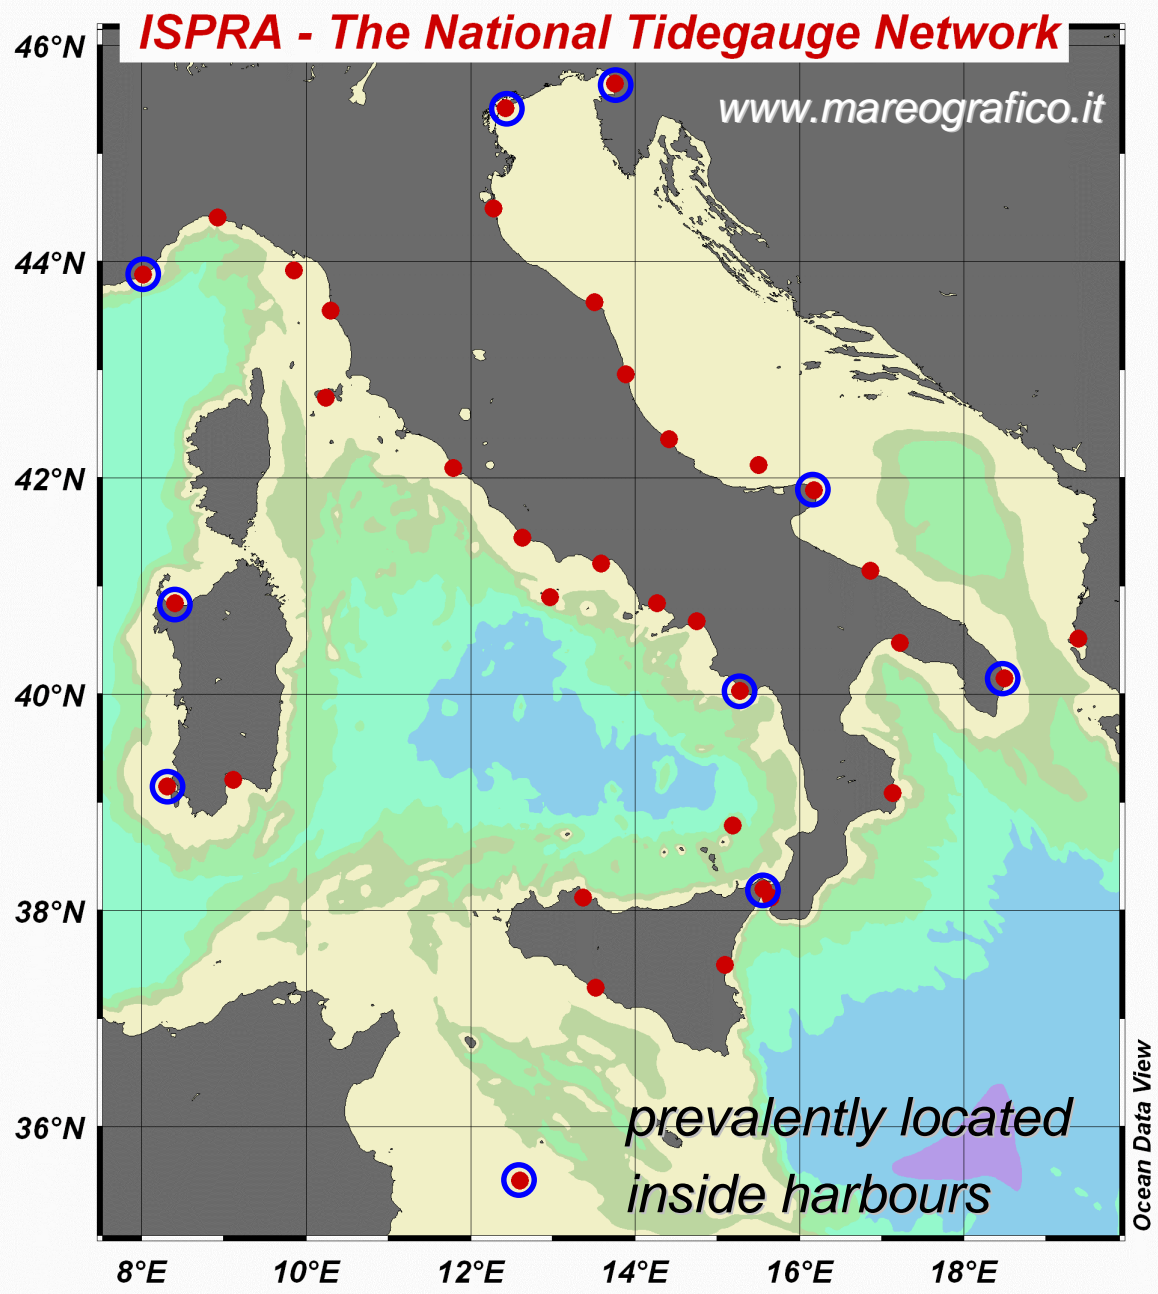 ISPRA - The National Tidegauge Network
www.mareografico.it
46°N
44°N
42°N
40°N
38°N
36°N
prevalently located
inside harbours
Ocean Data View
8°E
10°E
12°E
14°E
16°E
18°E